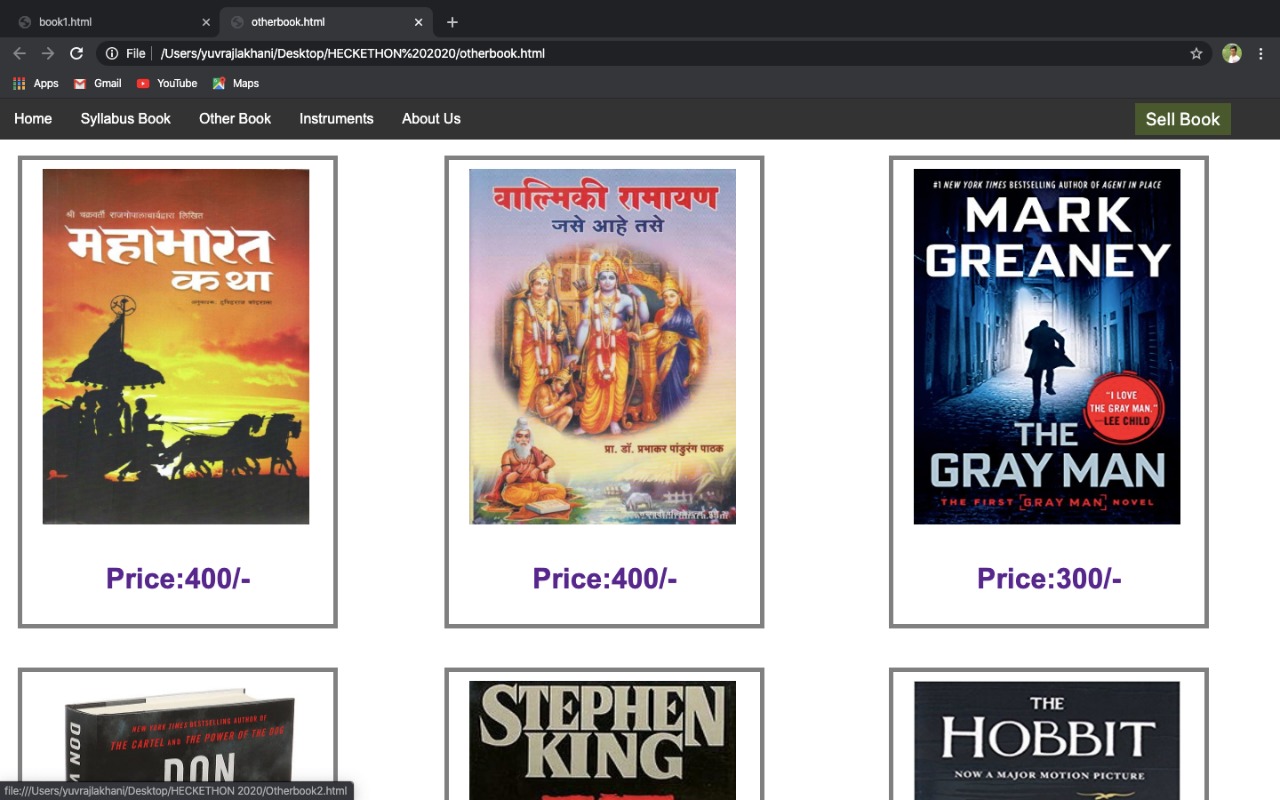 book1.html
otherbook.html
File
/Users/yuvrajlakhani/Desktop/HECKETHON%202020/otherbook.html
Apps
Gmail
YouTube
Maps
Home
Syllabus Book
Other Book
Instruments
About Us
Sell Book
श्री चक्रवर्ती राजगोपालाचार्यद्वारा लिखित
महाभारत
कथा
Price:400/-
वाल्मिकी रामायण
जसे आहे तसे
प्रा. डॉ. प्रभाकर पांडुरंग पाठक
Price:400/-
#1 NEW YORK TIMES BESTSELLING AUTHOR OF AGENT IN PLACE
MARK
GREANEY
"I LOVE
THE GRAY MAN."
—LEE CHILD
THE
GRAY MAN
THE FIRST [GRAY MAN] NOVEL
Price:300/-
NEW YORK TIMES BESTSELLING AUTHOR OF
THE CARTEL AND THE POWER OF THE DOG
DON
DON
STEPHEN
KING
THE
HOBBIT
NOW A MAJOR MOTION PICTURE
file:///Users/yuvrajlakhani/Desktop/HECKETHON 2020/Otherbook2.html